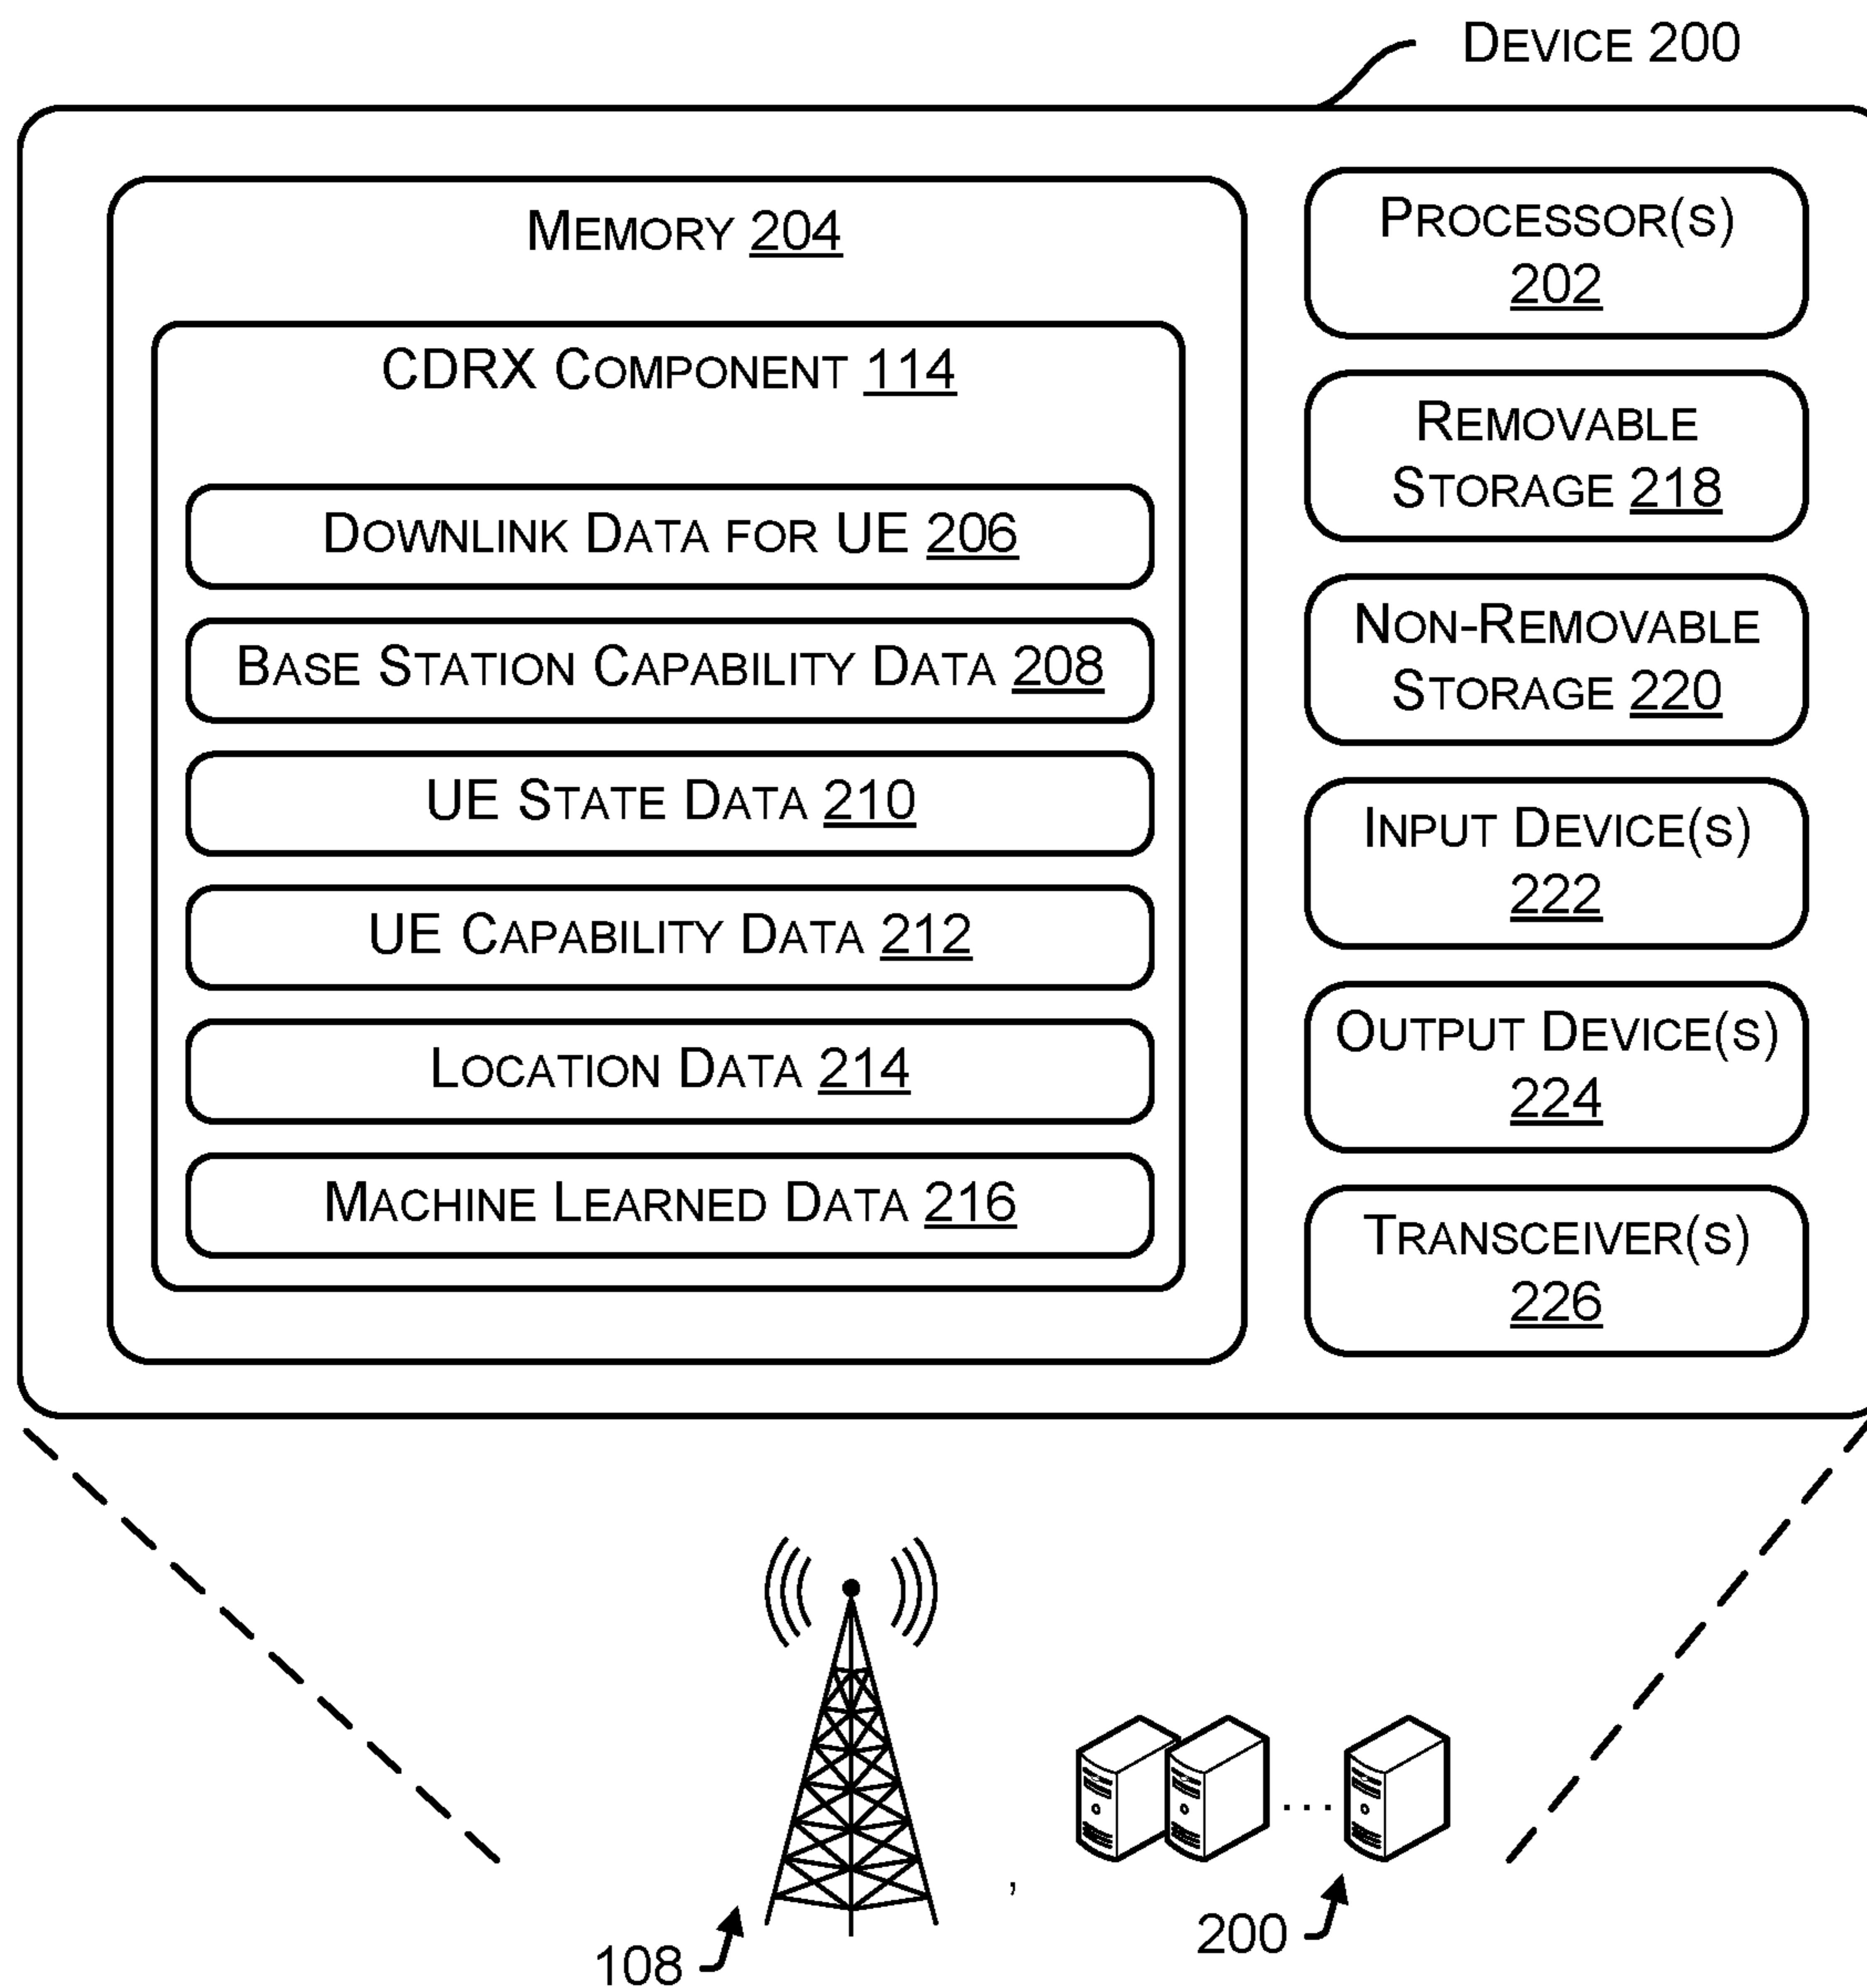 DEVICE 200
MEMORY 204
CDRX COMPONENT 114
DOWNLINK DATA FOR UE 206
BASE STATION CAPABILITY DATA 208
UE STATE DATA 210
UE CAPABILITY DATA 212
LOCATION DATA 214
MACHINE LEARNED DATA 216
PROCESSOR(S)
202
REMOVABLE
STORAGE 218
NON-REMOVABLE
STORAGE 220
INPUT DEVICE(S)
222
OUTPUT DEVICE(S)
224
TRANSCEIVER(S)
226
,
...
108
200